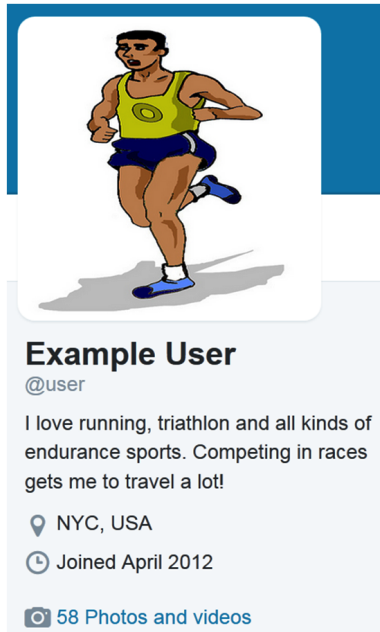 Example User
@user
I love running, triathlon and all kinds of
endurance sports. Competing in races
gets me to travel a lot!
NYC, USA
Joined April 2012
58 Photos and videos